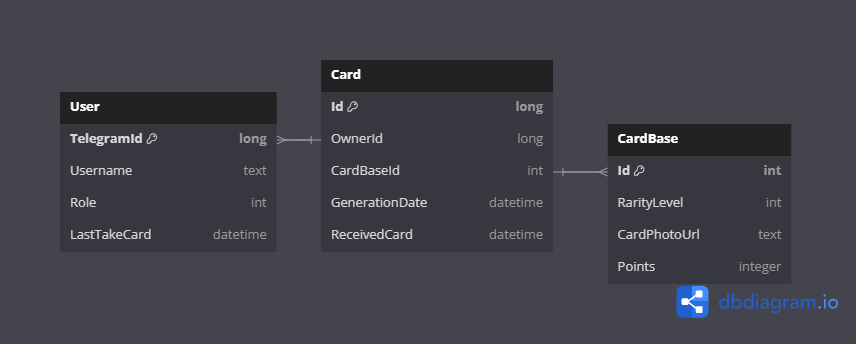 User
TelegramId long
Username text
Role int
LastTakeCard datetime
Card
Id long
OwnerId long
CardBaseId int
GenerationDate datetime
ReceivedCard datetime
CardBase
Id int
RarityLevel int
CardPhotoUrl text
Points integer
dbdiagram.io